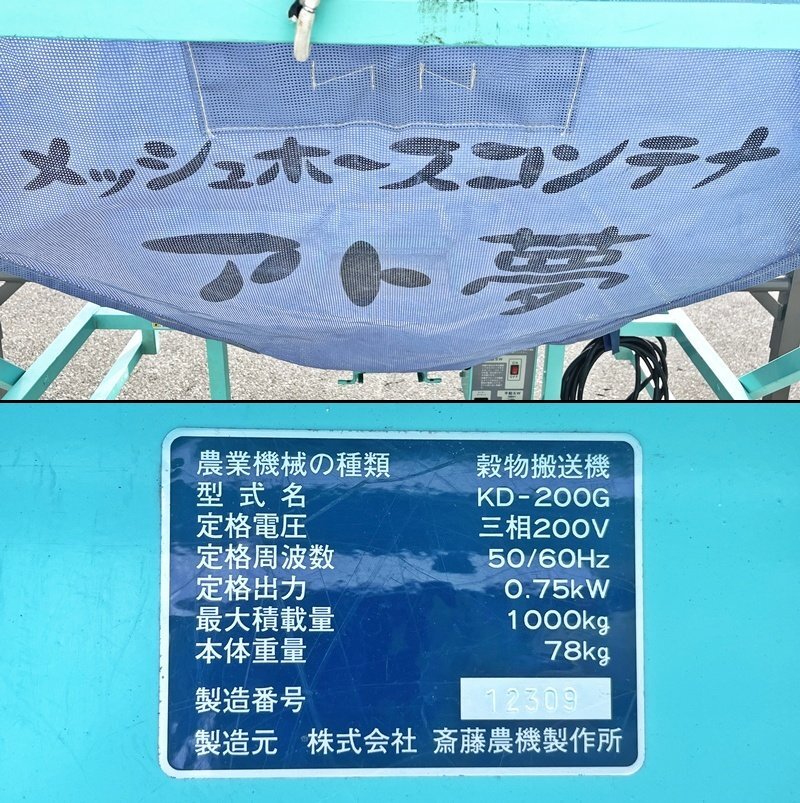 メッシュホースコンテナ
アト夢
農業機械の種類 穀物搬送機
型式名 KD-200G
定格電圧 三相200V
定格周波数 50/60Hz
定格出力 0.75kW
最大積載量 1000kg
本体重量 78kg
製造番号 12309
製造元 株式会社 斎藤農機製作所